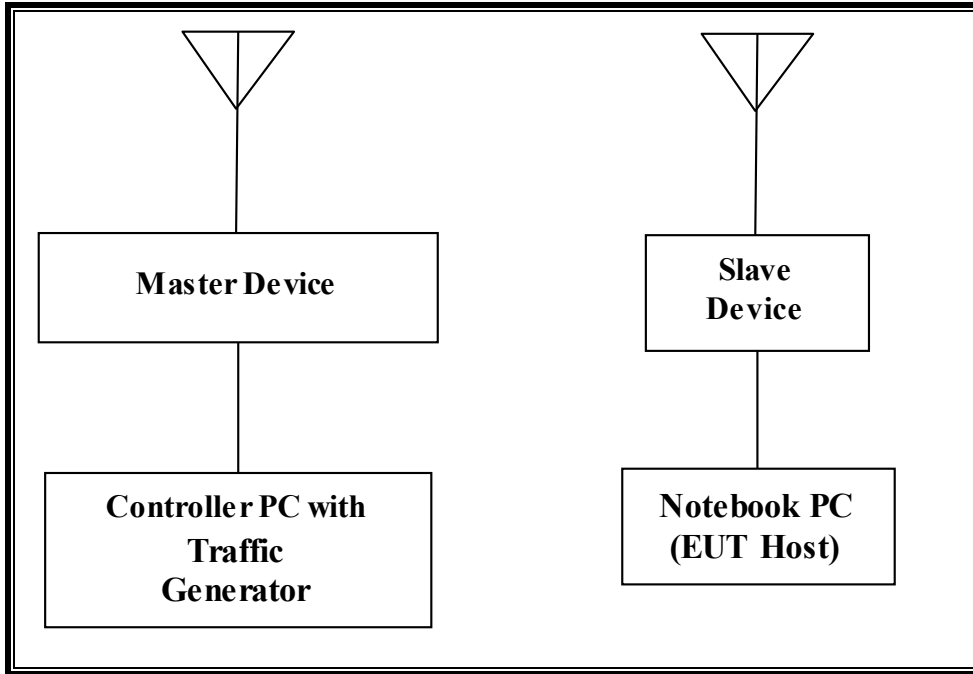 Master Device
Slave
Device
Controller PC with
Traffic
Generator
Notebook PC
(EUT Host)